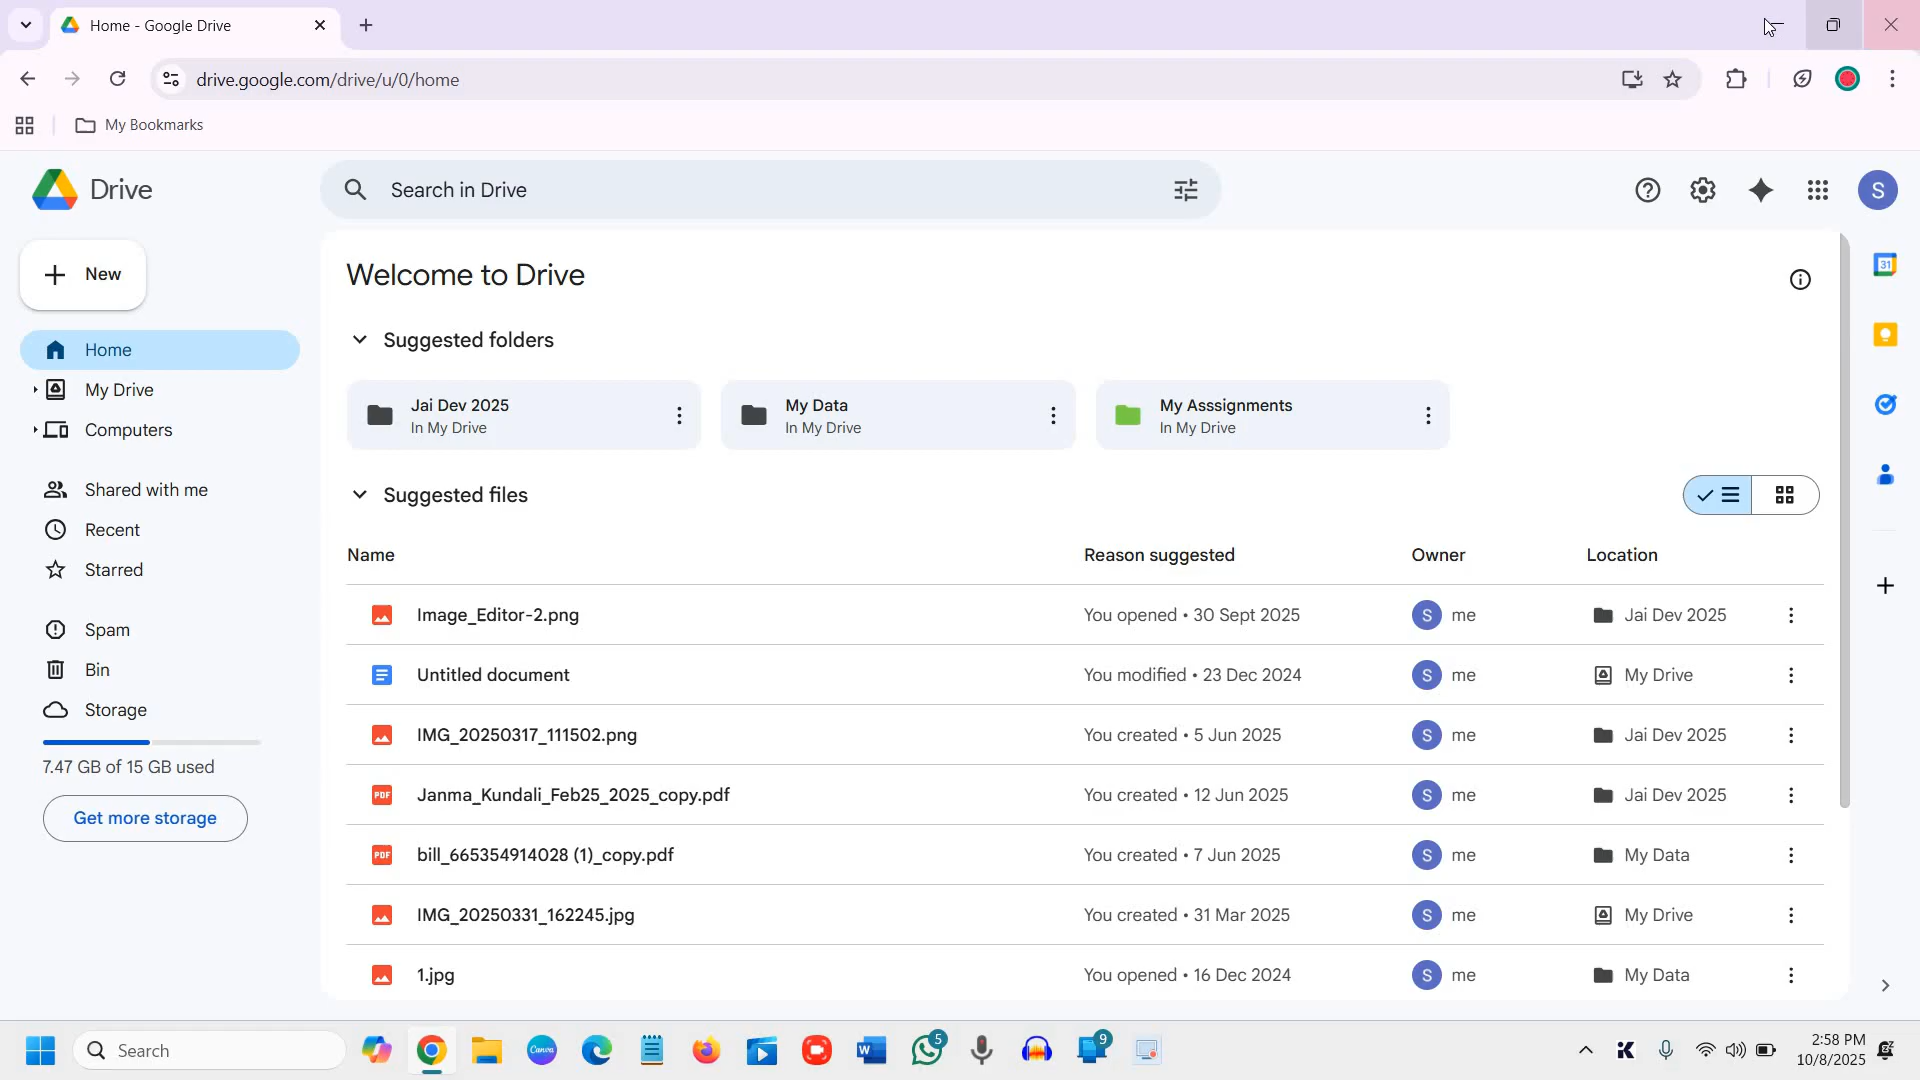 Home - Google Drive
drive.google.com/drive/u/0/home
My Bookmarks
Drive
Search in Drive
S
New
Welcome to Drive
31
Home
My Drive
Computers
Shared with me
Recent
Starred
Spam
Bin
Storage
7.47 GB of 15 GB used
Get more storage
Suggested folders
Jai Dev 2025
In My Drive
My Data
In My Drive
My Asssignments
In My Drive
Suggested files
Name Reason suggested Owner Location
Image_Editor-2.png You opened • 30 Sept 2025 S me Jai Dev 2025
Untitled document You modified • 23 Dec 2024 S me My Drive
IMG_20250317_111502.png You created • 5 Jun 2025 S me Jai Dev 2025
PDF Janma_Kundali_Feb25_2025_copy.pdf You created • 12 Jun 2025 S me Jai Dev 2025
PDF bill_665354914028 (1)_copy.pdf You created • 7 Jun 2025 S me My Data
IMG_20250331_162245.jpg You created • 31 Mar 2025 S me My Drive
1.jpg You opened • 16 Dec 2024 S me My Data
Search
Canva
W
5
9
K
2:58 PM
10/8/2025